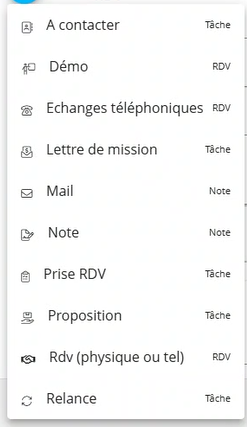 A contacter Tâche
Démo RDV
Echanges téléphoniques RDV
Lettre de mission Tâche
Mail Note
Note Note
Prise RDV Tâche
Proposition Tâche
Rdv (physique ou tel) RDV
Relance Tâche